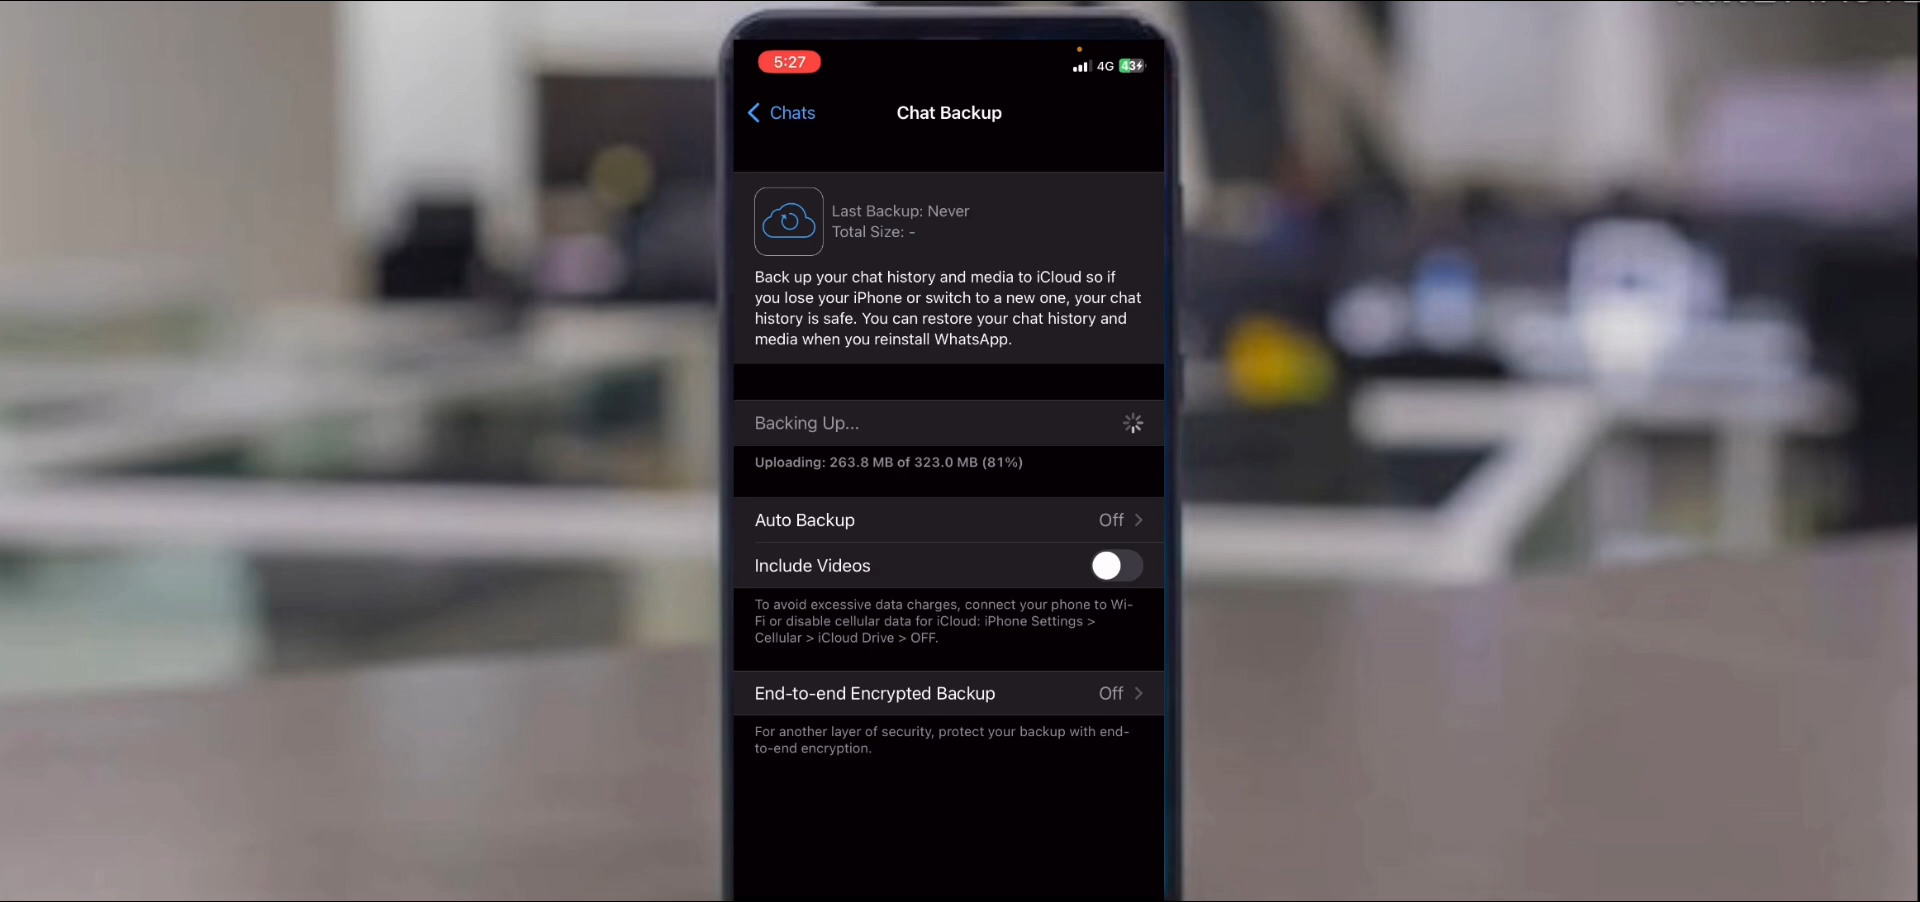 5:27
4G 43
Chats
Chat Backup
Last Backup: Never
Total Size: -
Back up your chat history and media to iCloud so if
you lose your iPhone or switch to a new one, your chat
history is safe. You can restore your chat history and
media when you reinstall WhatsApp.
Backing Up...
Uploading: 263.8 MB of 323.0 MB (81%)
Auto Backup Off
Include Videos
To avoid excessive data charges, connect your phone to Wi-
Fi or disable cellular data for iCloud: iPhone Settings >
Cellular > iCloud Drive > OFF.
End-to-end Encrypted Backup Off
For another layer of security, protect your backup with end-
to-end encryption.